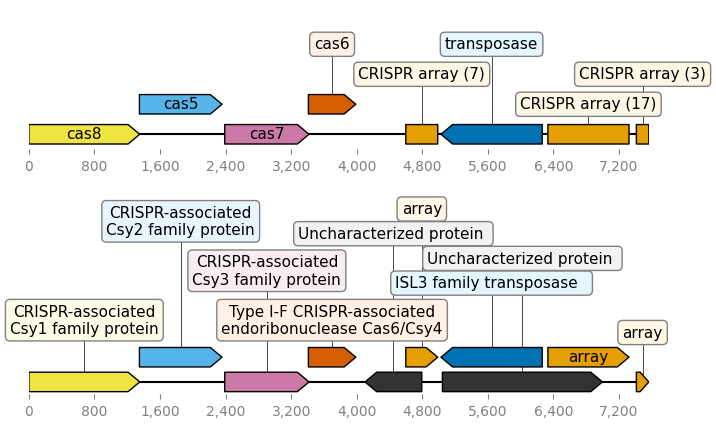 cas6
transposase
CRISPR array (7)
CRISPR array (3)
cas5
CRISPR array (17)
cas8
cas7
0 800 1,600 2,400 3,200 4,000 4,800 5,600 6,400 7,200
array
CRISPR-associated
Csy2 family protein
Uncharacterized protein
Uncharacterized protein
CRISPR-associated
Csy3 family protein
ISL3 family transposase
CRISPR-associated
Csy1 family protein
Type I-F CRISPR-associated
endoribonuclease Cas6/Csy4
array
array
0 800 1,600 2,400 3,200 4,000 4,800 5,600 6,400 7,200